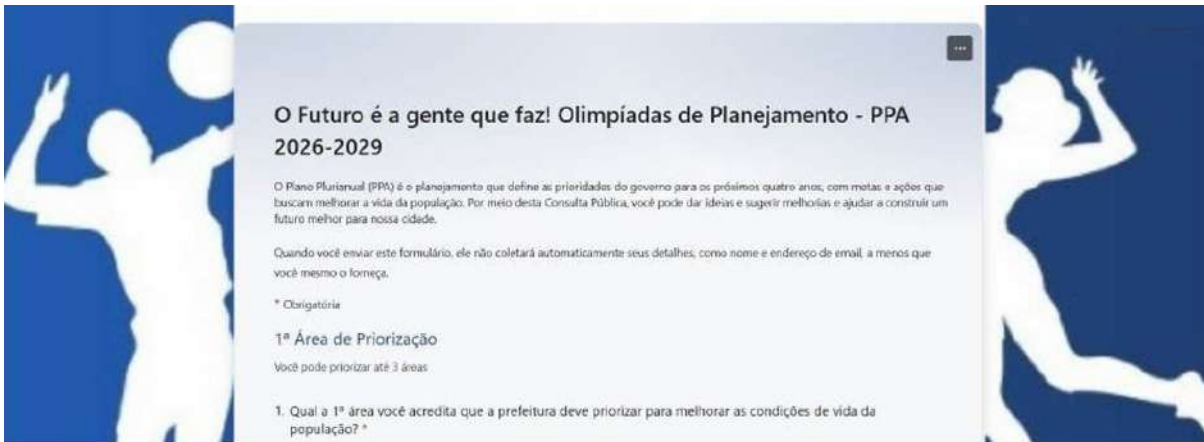 O Futuro é a gente que faz! Olimpíadas de Planejamento - PPA
2026-2029
O Plano Plurianual (PPA) é o planejamento que define as prioridades do governo para os próximos quatro anos, com metas e ações que
buscam melhorar a vida da população. Por meio desta Consulta Pública, você pode dar ideias e sugerir melhorias e ajudar a construir um
futuro melhor para nossa cidade.
Quando você enviar este formulário, ele não coletará automaticamente seus detalhes, como nome e endereço de email, a menos que
você mesmo o forneça.
* Obrigatória
1ª Área de Priorização
Você pode priorizar até 3 áreas
1. Qual a 1ª área você acredita que a prefeitura deve priorizar para melhorar as condições de vida da
população? *